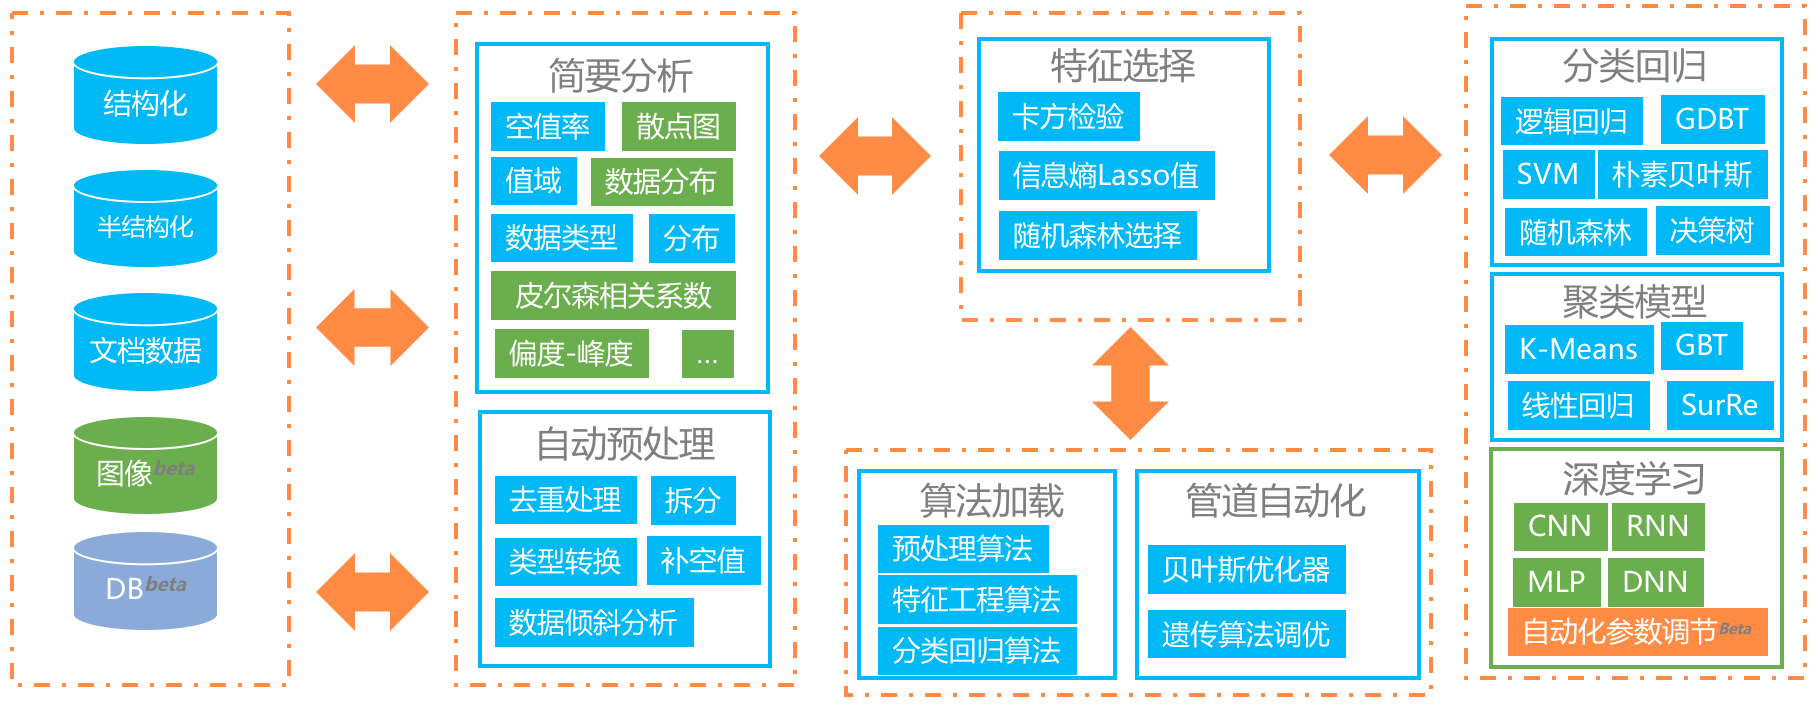 结构化
半结构化
文档数据
图像beta
DBbeta
简要分析
空值率 散点图
值域 数据分布
数据类型 分布
皮尔森相关系数
偏度-峰度 ...
自动预处理
去重处理 拆分
类型转换 补空值
数据倾斜分析
特征选择
卡方检验
信息熵Lasso值
随机森林选择
算法加载
预处理算法
特征工程算法
分类回归算法
管道自动化
贝叶斯优化器
遗传算法调优
分类回归
逻辑回归 GDBT
SVM 朴素贝叶斯
随机森林 决策树
聚类模型
K-Means GBT
线性回归 SurRe
深度学习
CNN RNN
MLP DNN
自动化参数调节Beta